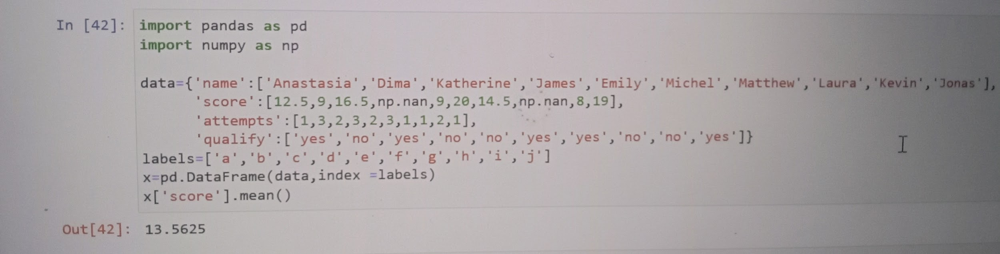 In [42]: import pandas as pd
import numpy as np
data={'name':['Anastasia','Dima','Katherine','James','Emily','Michel','Matthew','Laura','Kevin','Jonas'],
'score':[12.5,9,16.5,np.nan,9,20,14.5,np.nan,8,19],
'attempts':[1,3,2,3,2,3,1,1,2,1],
'qualify':['yes','no','yes','no','no','yes','yes','no','no','yes']}
labels=['a','b','c','d','e','f','g','h','i','j']
x=pd.DataFrame(data,index =labels)
x['score'].mean()
Out[42]: 13.5625